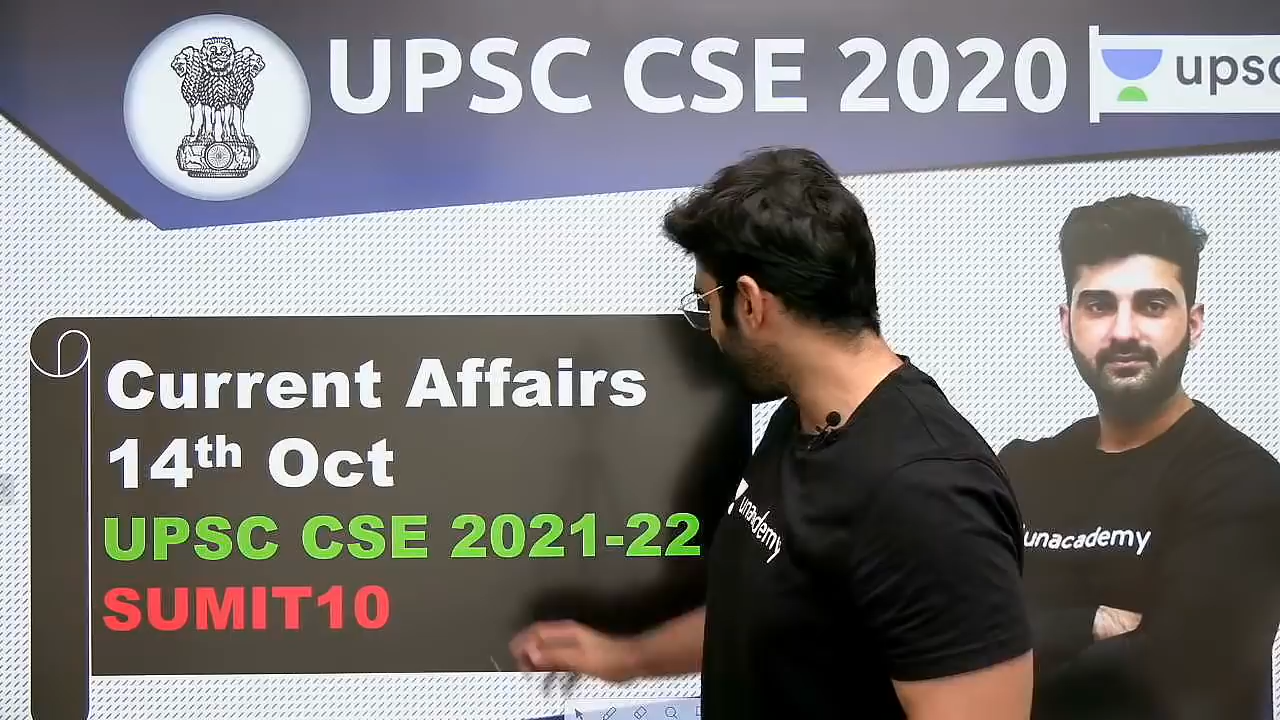 UPSC CSE 2020
upsc
Current Affairs
14th Oct
UPSC CSE 2021-22
SUMIT10
unacademy
unacademy